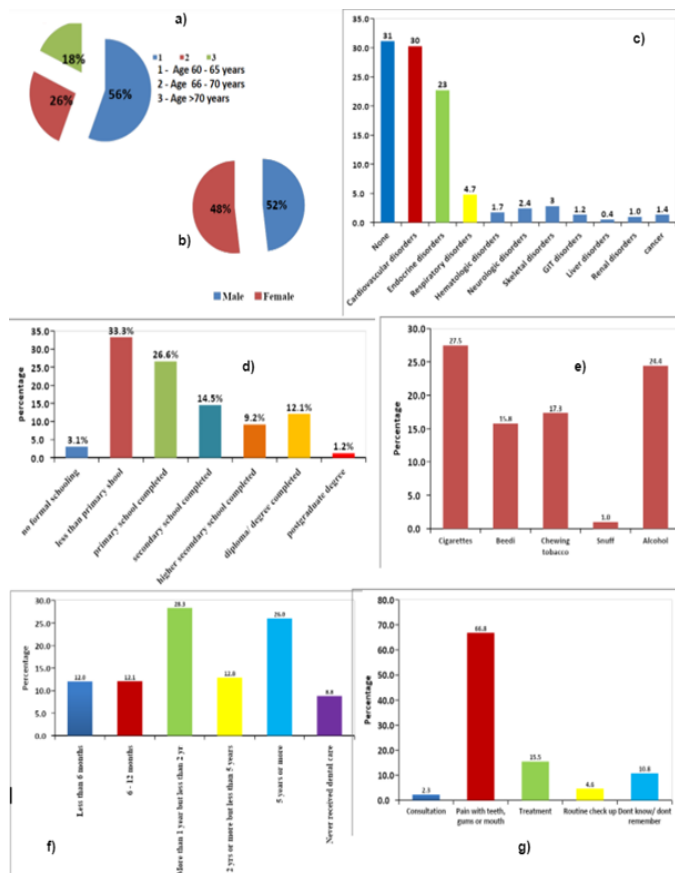 a)
18%
26%
56%
1 2 3
1 - Age 60 - 65 years
2 - Age 66 - 70 years
3 - Age >70 years
b)
48%
52%
Male Female
c)
35.0
30.0
25.0
20.0
15.0
10.0
5.0
0.0
31
30
23
4.7
1.7
2.4
3
1.2
0.4
1.0
1.4
None
Cardiovascular disorders
Endocrine disorders
Respiratory disorders
Hematologic disorders
Neurologic disorders
Skeletal disorders
GIT disorders
Liver disorders
Renal disorders
cancer
d)
percentage
35.0
30.0
25.0
20.0
15.0
10.0
5.0
0.0
3.1%
33.3%
26.6%
14.5%
9.2%
12.1%
1.2%
no formal schooling
less than primary shool
primary school completed
secondary school completed
higher secondary school completed
diploma/ degree completed
postgraduate degree
e)
Percentage
30.0
25.0
20.0
15.0
10.0
5.0
0.0
27.5
15.8
17.3
1.0
Cigarettes
Beedi
Chewing
tobacco
Snuff
Alcohol
f)
Percentage
30.0
25.0
20.0
15.0
10.0
5.0
0.0
12.0
12.1
28.3
12.8
8.8
Less than 6 months
6 - 12 months
More than 1 year but less than 2 yr
2 yrs or more but less than 5 years
5 years or more
Never received dental care
g)
Percentage
80.0
70.0
60.0
50.0
40.0
30.0
20.0
10.0
0.0
2.3
66.8
15.5
4.6
10.8
Consultation
Pain with teeth,
gums or mouth
Treatment
Routine check up
Dont know/ dont
remember